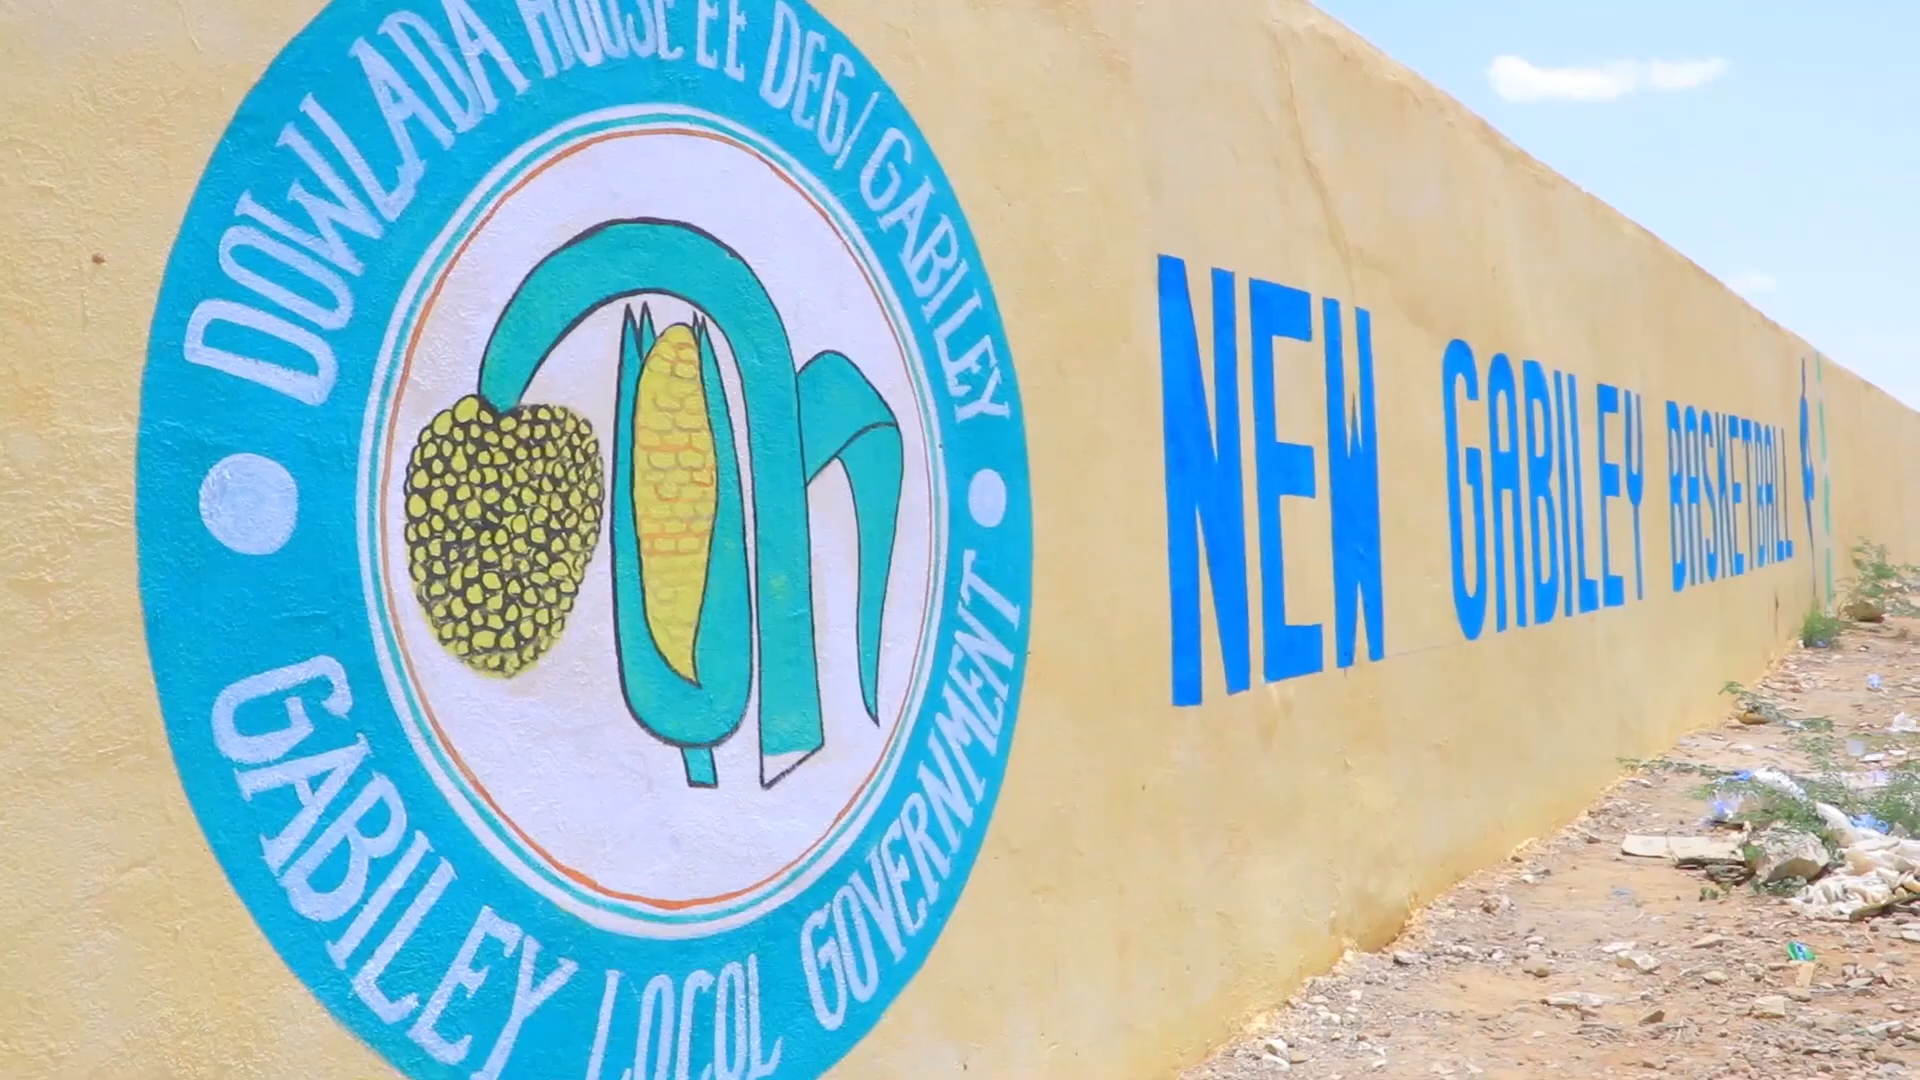 DOWLADA HOOSE EE DEG/GABILEY
GABILEY LOCOL GOVERNMENT
NEW GABILEY BASKETBALL